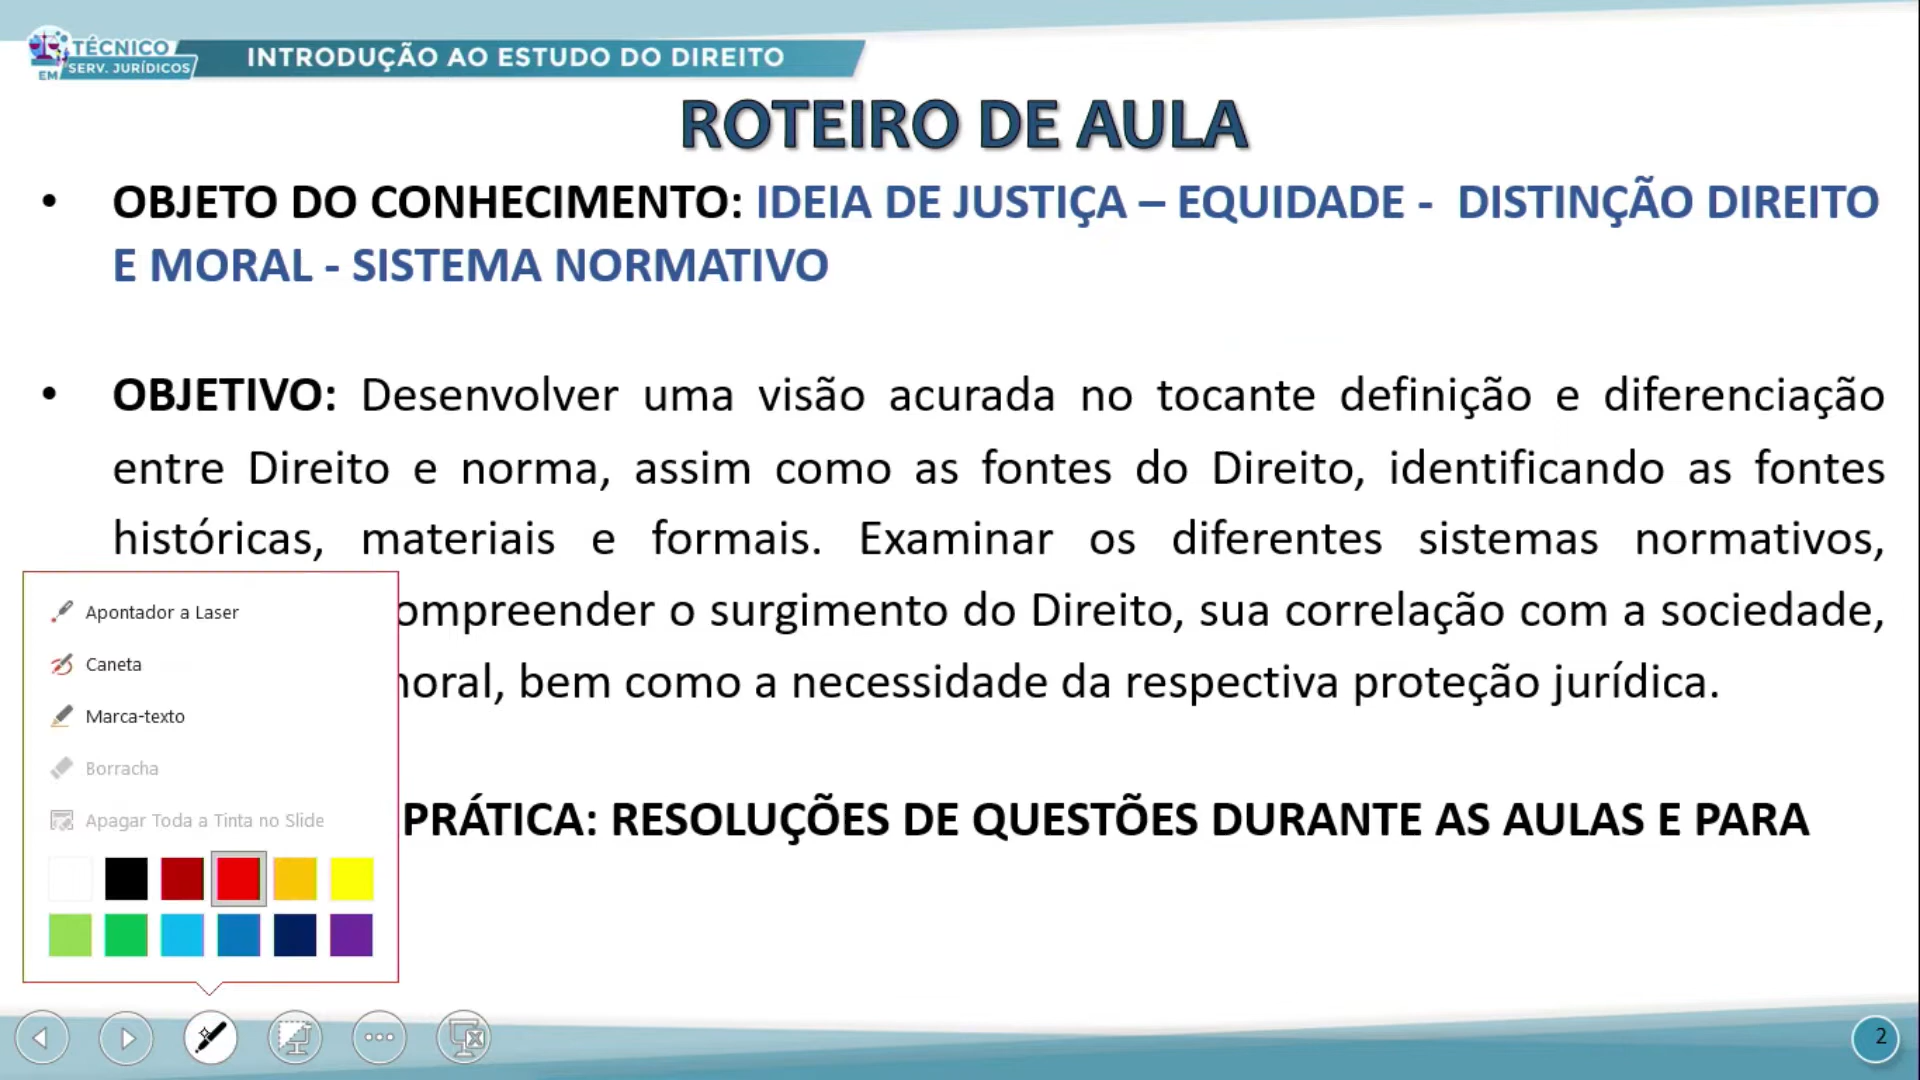 TÉCNICO
EM SERV. JURÍDICOS
INTRODUÇÃO AO ESTUDO DO DIREITO
ROTEIRO DE AULA
• OBJETO DO CONHECIMENTO: IDEIA DE JUSTIÇA – EQUIDADE - DISTINÇÃO DIREITO
E MORAL - SISTEMA NORMATIVO
• OBJETIVO: Desenvolver uma visão acurada no tocante definição e diferenciação
entre Direito e norma, assim como as fontes do Direito, identificando as fontes
históricas, materiais e formais. Examinar os diferentes sistemas normativos,
ompreender o surgimento do Direito, sua correlação com a sociedade,
oral, bem como a necessidade da respectiva proteção jurídica.
PRÁTICA: RESOLUÇÕES DE QUESTÕES DURANTE AS AULAS E PARA
Apontador a Laser
Caneta
Marca-texto
Borracha
Apagar Toda a Tinta no Slide
2